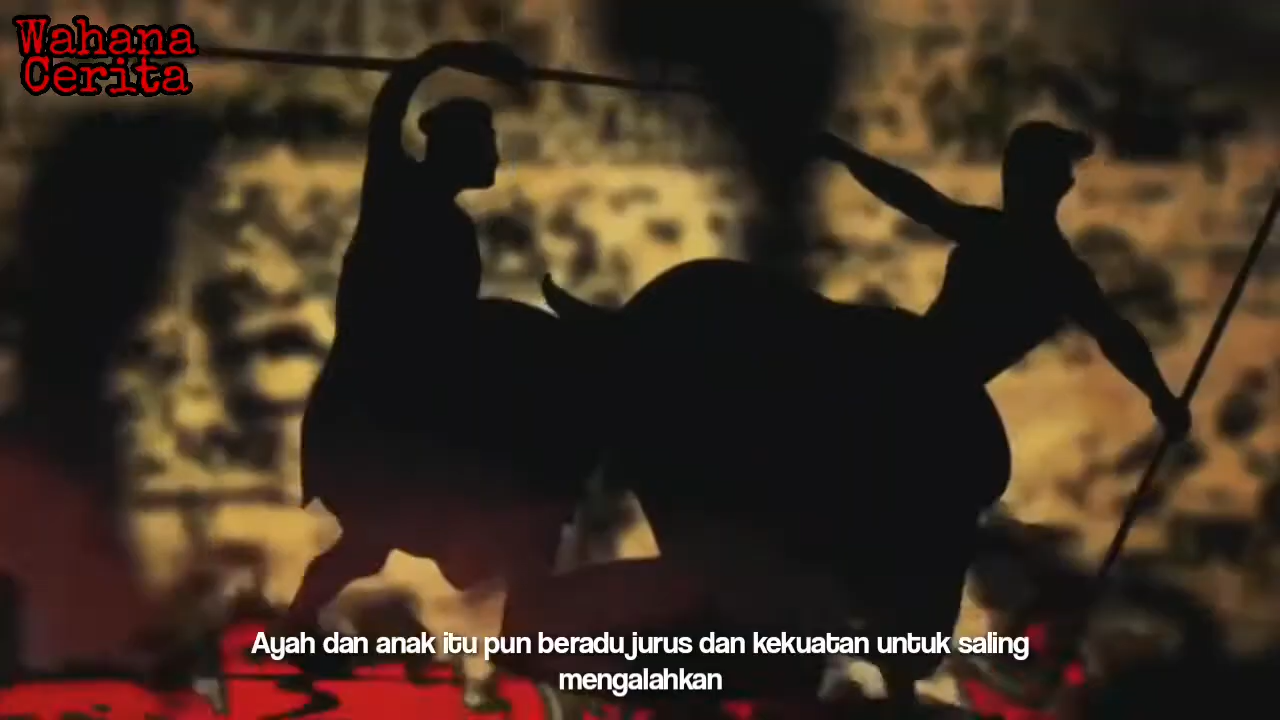 Wahana
Cerita
Ayah dan anak itu pun beradu jurus dan kekuatan untuk saling
mengalahkan